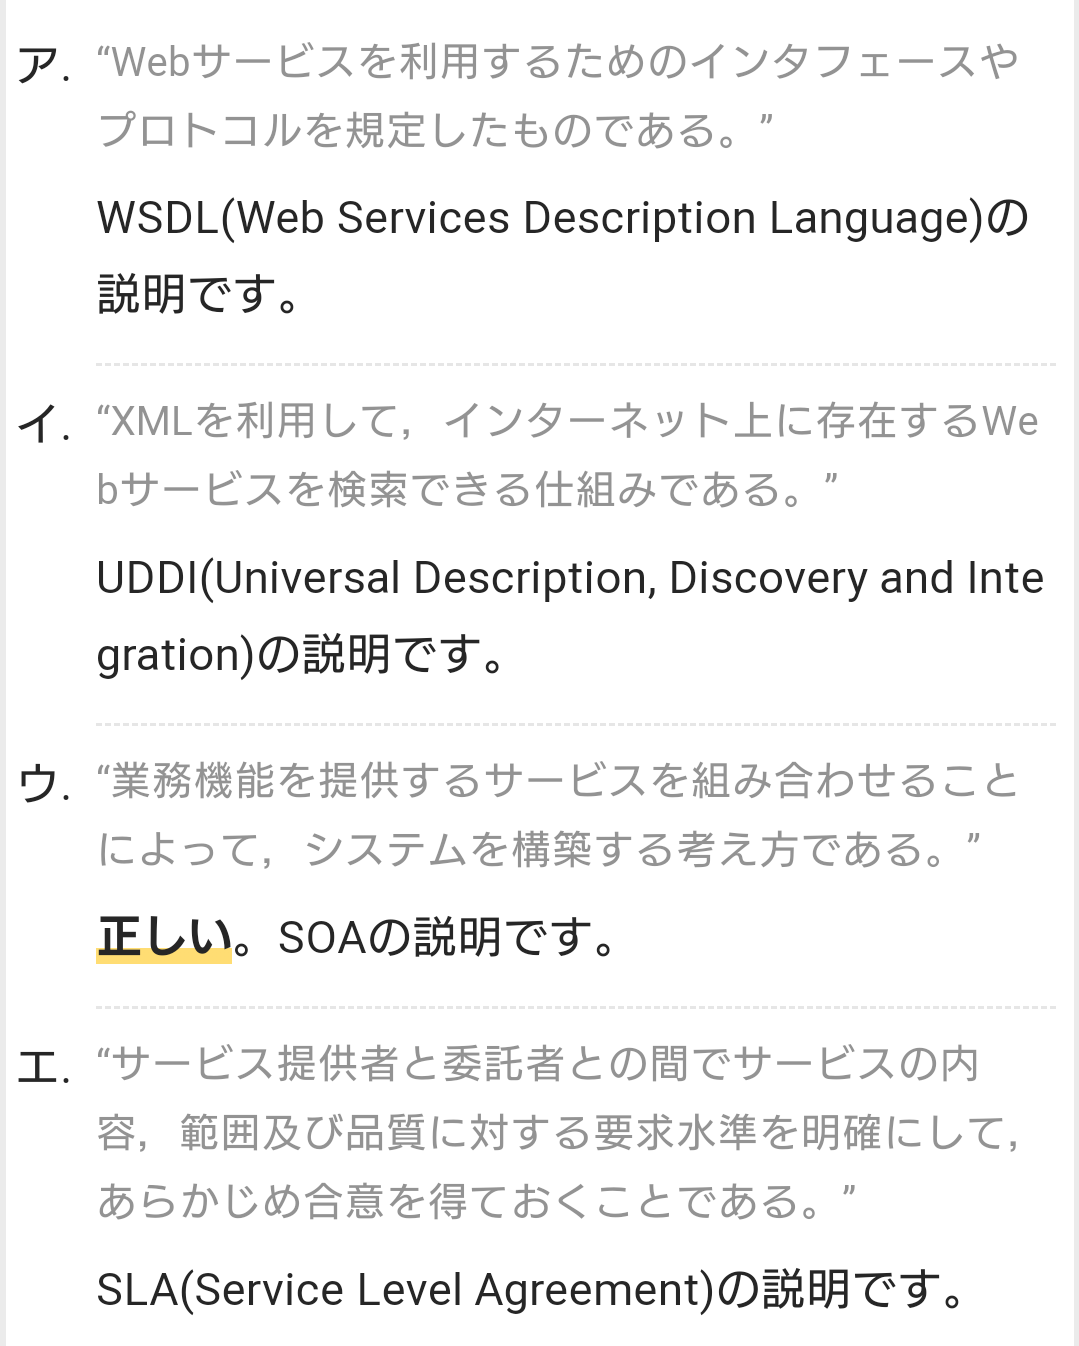 ア. “Webサービスを利用するためのインタフェースや
プロトコルを規定したものである。”
WSDL(Web Services Description Language)の
説明です。
イ. “XMLを利用して，インターネット上に存在するWe
bサービスを検索できる仕組みである。”
UDDI(Universal Description, Discovery and Inte
gration)の説明です。
ウ. “業務機能を提供するサービスを組み合わせること
によって，システムを構築する考え方である。”
正しい。SOAの説明です。
エ. “サービス提供者と委託者との間でサービスの内
容，範囲及び品質に対する要求水準を明確にして，
あらかじめ合意を得ておくことである。”
SLA(Service Level Agreement)の説明です。